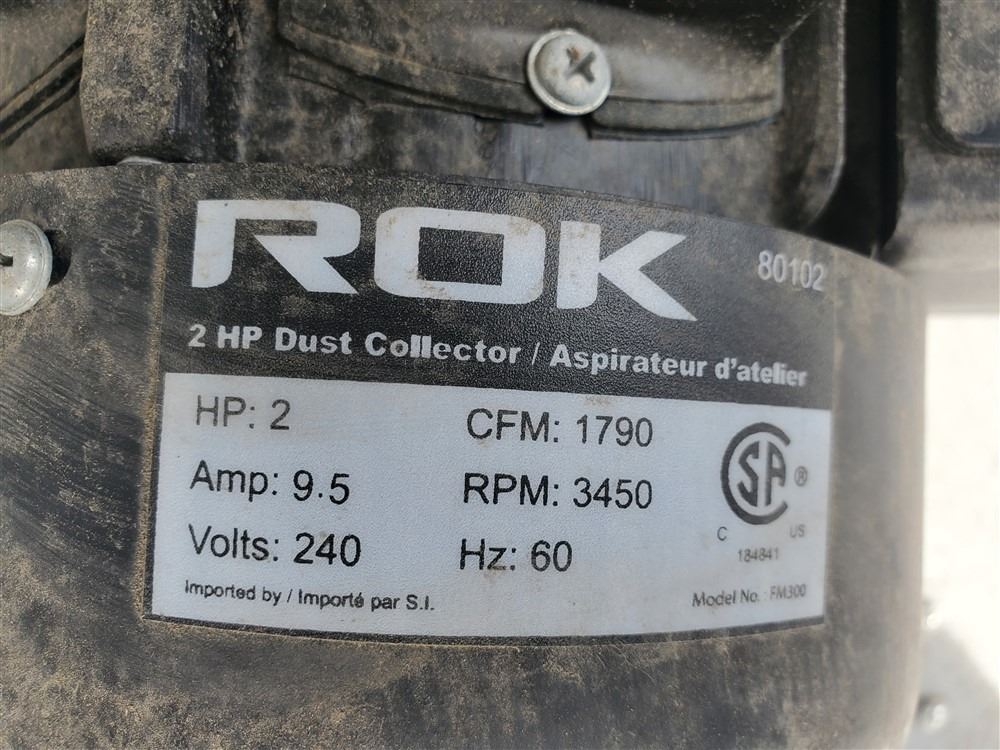 ROK
80102
2 HP Dust Collector / Aspirateur d'atelier
HP: 2
CFM: 1790
Amp: 9.5
RPM: 3450
Volts: 240
Hz: 60
SA ®
C US
184841
Imported by / Importé par S.I.
Model No. : FM300